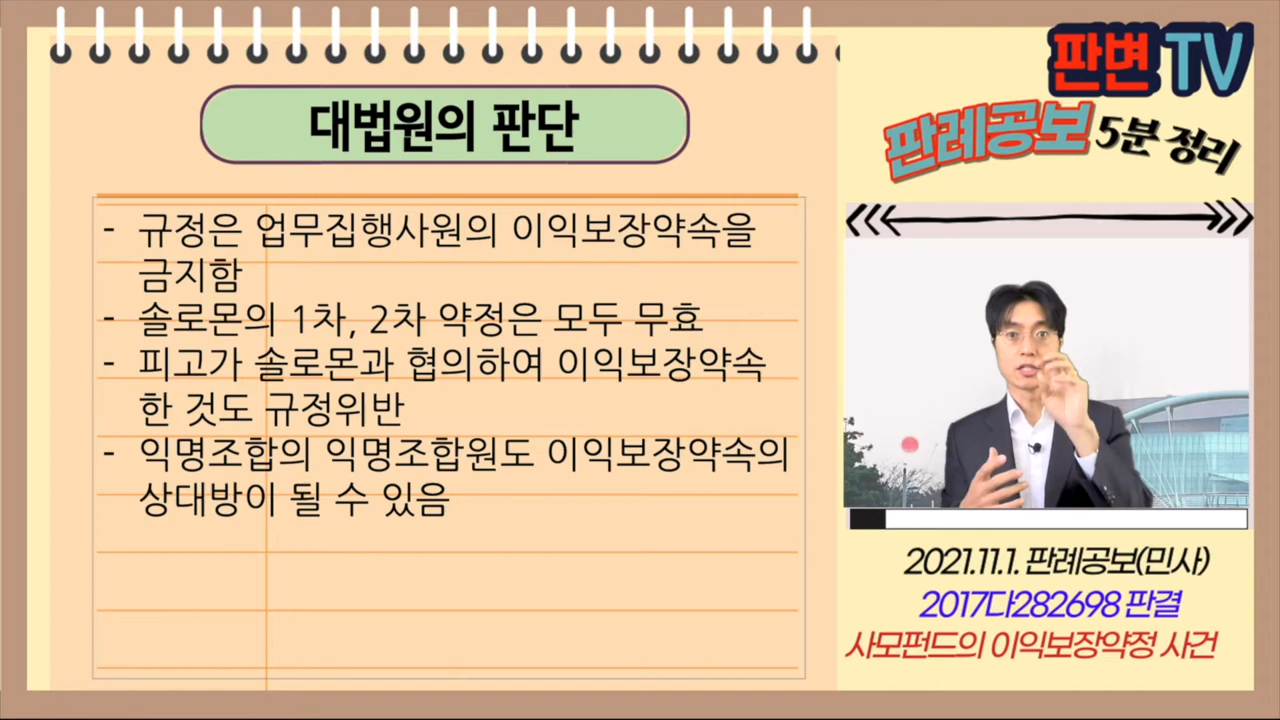 대법원의 판단
- 규정은 업무집행사원의 이익보장약속을
금지함
- 솔로몬의 1차, 2차 약정은 모두 무효
- 피고가 솔로몬과 협의하여 이익보장약속
한 것도 규정위반
- 익명조합의 익명조합원도 이익보장약속의
상대방이 될 수 있음
판변 TV
판례공보 5분 정리
2021.11.1. 판례공보(민사)
2017다282698 판결
사모펀드의 이익보장약정 사건